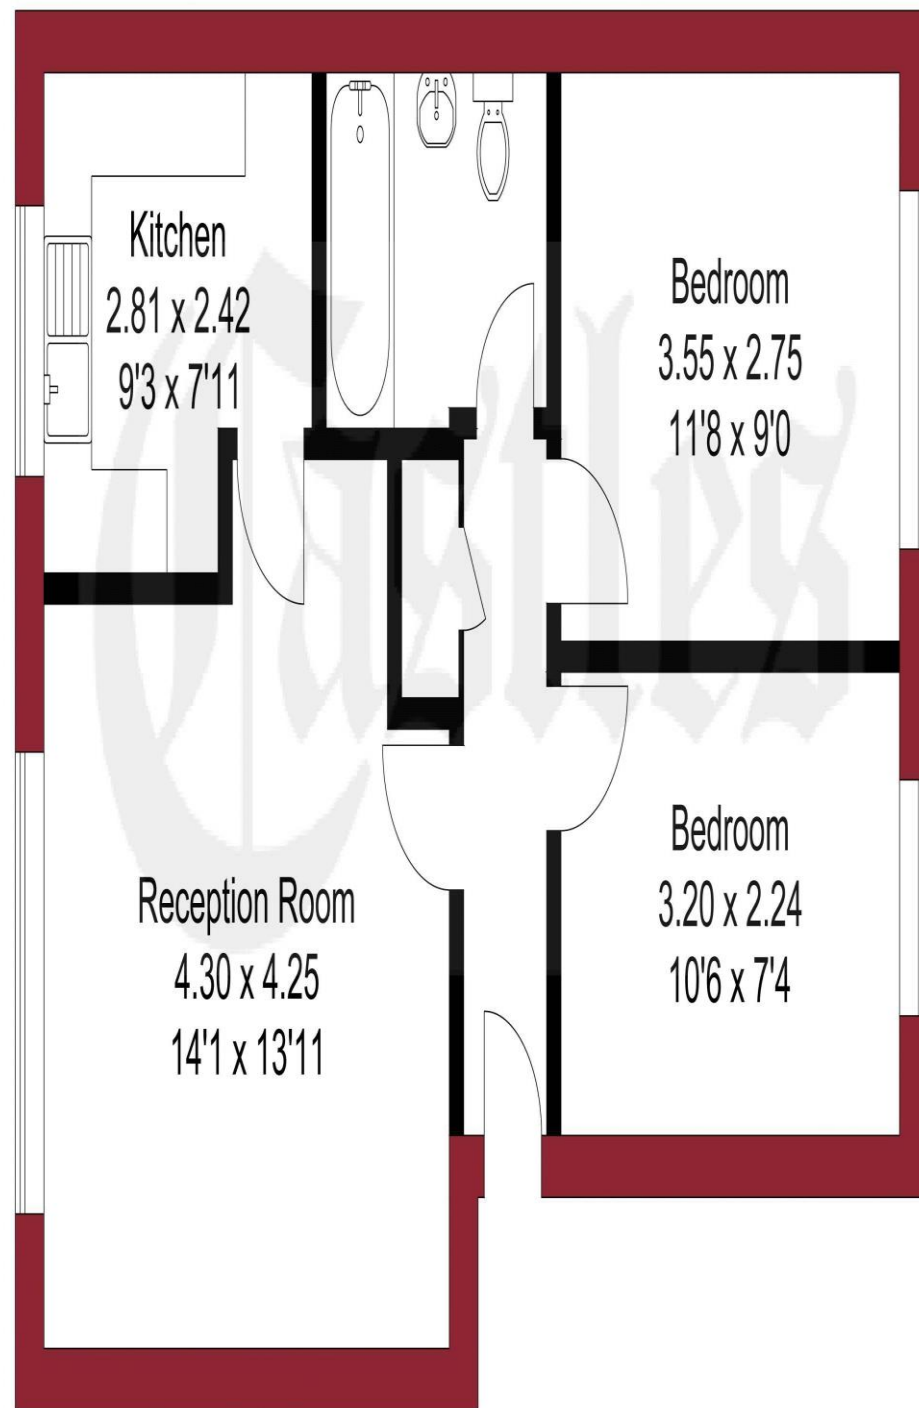 Kitchen
2.81 x 2.42
9'3 x 7'11
Bedroom
3.55 x 2.75
11'8 x 9'0
Reception Room
4.30 x 4.25
14'1 x 13'11
Bedroom
3.20 x 2.24
10'6 x 7'4
Castles